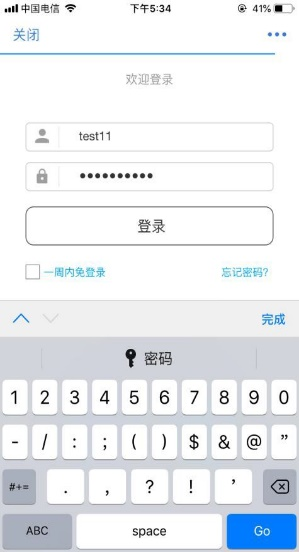 中国电信 下午5:34 41%
关闭
欢迎登录
test11
••••••••••
登录
一周内免登录 忘记密码?
完成
密码
1 2 3 4 5 6 7 8 9 0
- / : ; ( ) $ & @ ”
#+= . , ? ! ’
ABC space Go